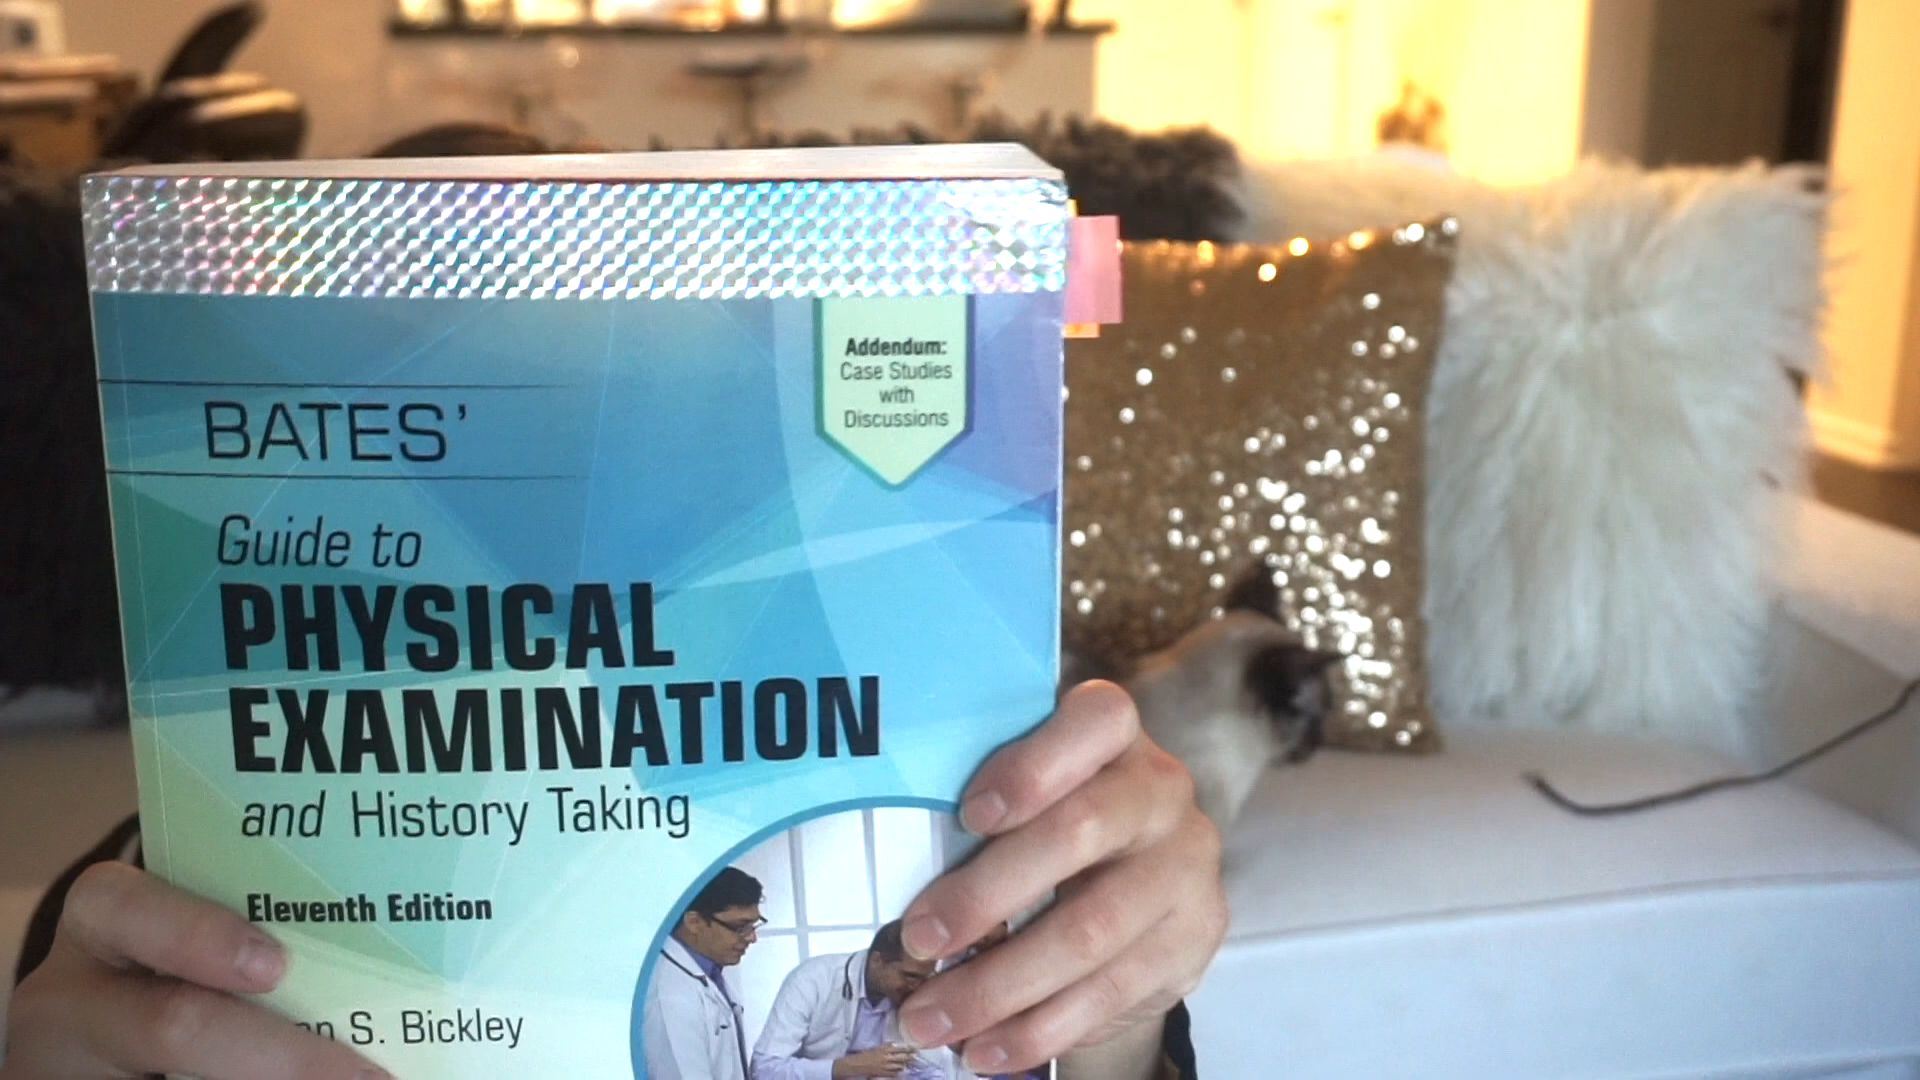 Addendum:
Case Studies
with
Discussions
BATES'
Guide to
PHYSICAL
EXAMINATION
and History Taking
Eleventh Edition
S. Bickley